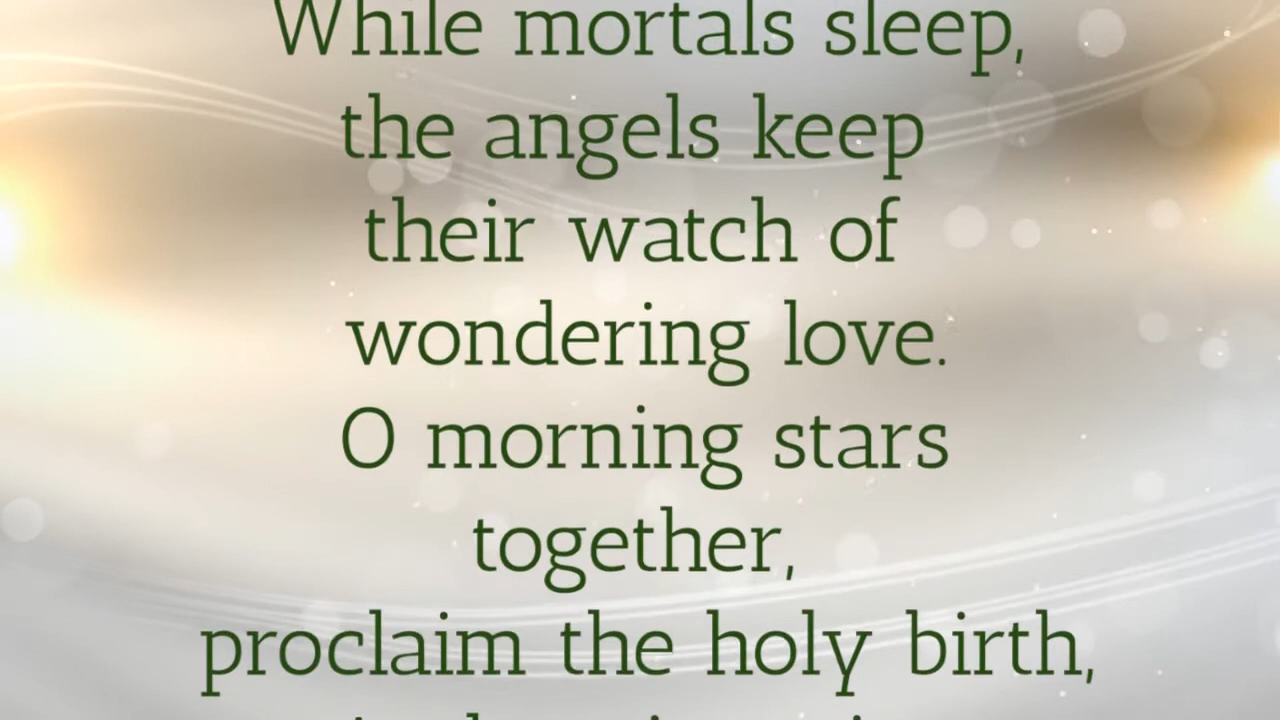 While mortals sleep,
the angels keep
their watch of
wondering love.
O morning stars
together,
proclaim the holy birth,